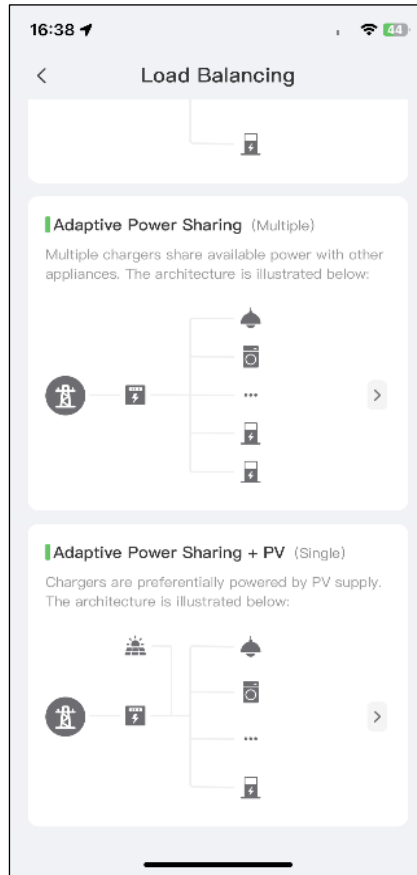 16:38
44
Load Balancing
Adaptive Power Sharing (Multiple)
Multiple chargers share available power with other
appliances. The architecture is illustrated below:
Adaptive Power Sharing + PV (Single)
Chargers are preferentially powered by PV supply.
The architecture is illustrated below: